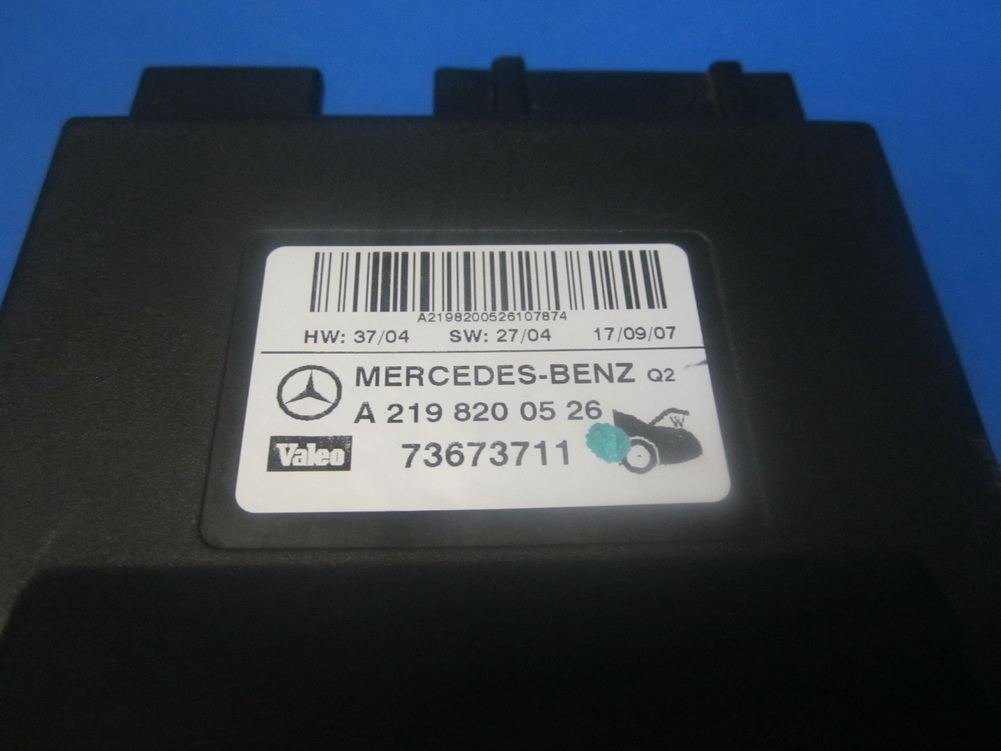 A2198200526107874
HW: 37/04 SW: 27/04 17/09/07
MERCEDES-BENZ Q2
A 219 820 05 26
W
Valeo 73673711